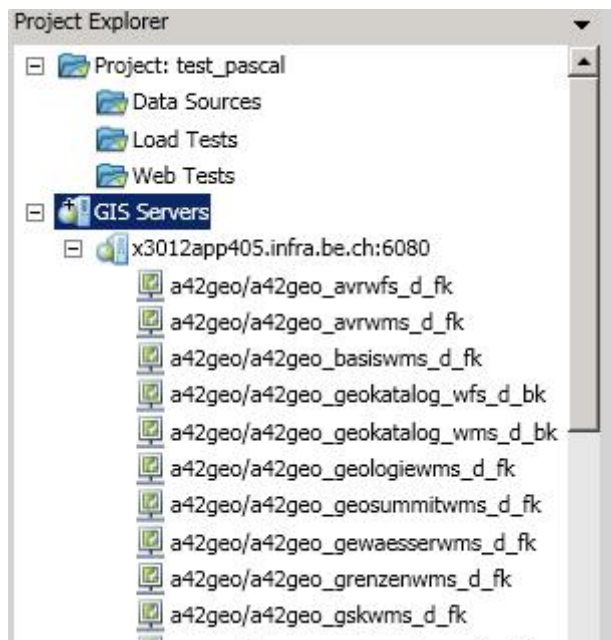 Project Explorer
Project: test_pascal
Data Sources
Load Tests
Web Tests
GIS Servers
x3012app405.infra.be.ch:6080
a42geo/a42geo_avrwfs_d_fk
a42geo/a42geo_avrwms_d_fk
a42geo/a42geo_basiswms_d_fk
a42geo/a42geo_geokatalog_wfs_d_bk
a42geo/a42geo_geokatalog_wms_d_bk
a42geo/a42geo_geologiewms_d_fk
a42geo/a42geo_geosummitwms_d_fk
a42geo/a42geo_gewaesserwms_d_fk
a42geo/a42geo_grenzenwms_d_fk
a42geo/a42geo_gskwms_d_fk